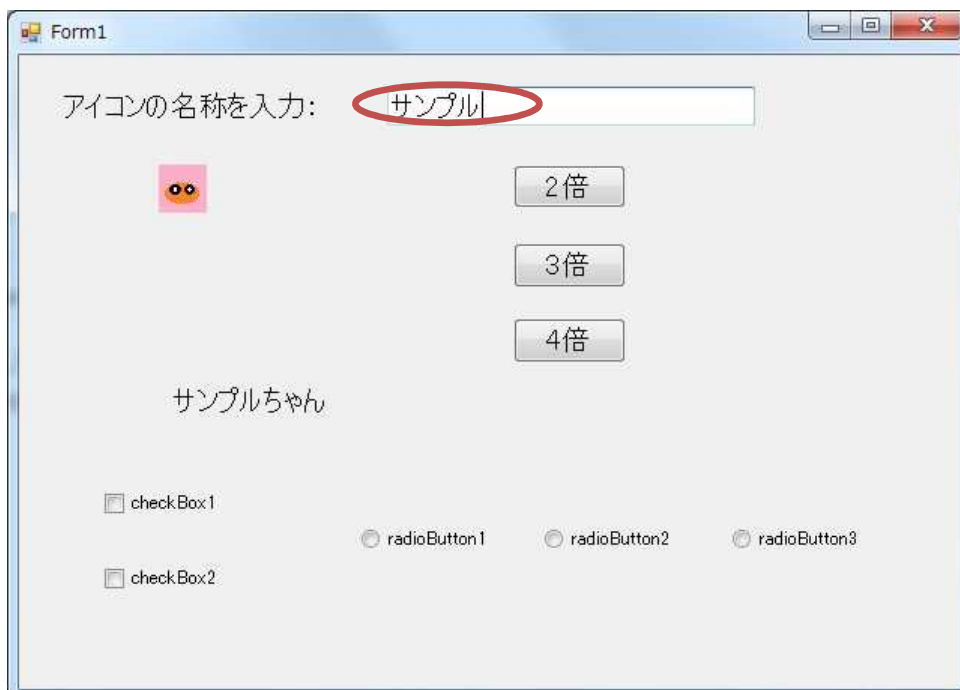 Form1
アイコンの名称を入力:
サンプル
２倍
３倍
４倍
サンプルちゃん
checkBox1
radioButton1
radioButton2
radioButton3
checkBox2